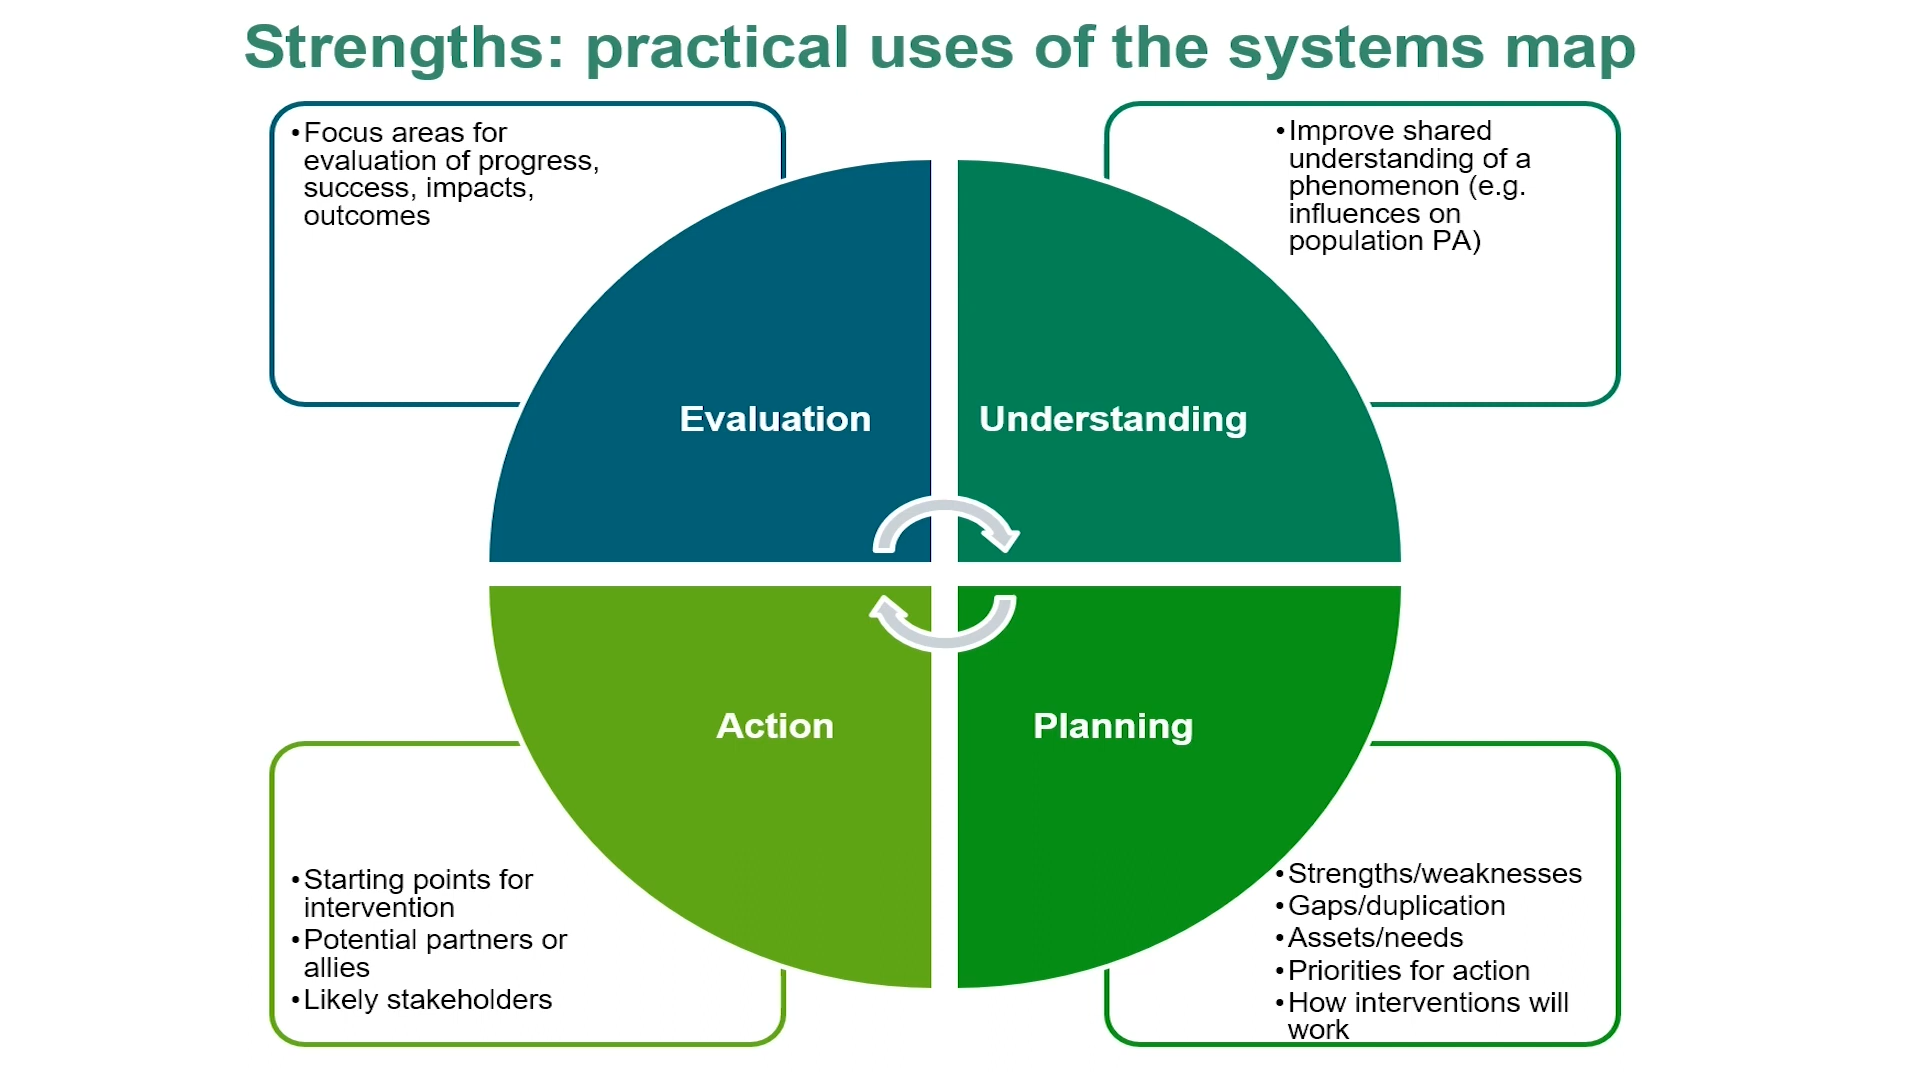 Strengths: practical uses of the systems map
•Focus areas for
evaluation of progress,
success, impacts,
outcomes
•Improve shared
understanding of a
phenomenon (e.g.
influences on
population PA)
Evaluation
Understanding
Action
Planning
•Starting points for
intervention
•Potential partners or
allies
•Likely stakeholders
•Strengths/weaknesses
•Gaps/duplication
•Assets/needs
•Priorities for action
•How interventions will
work